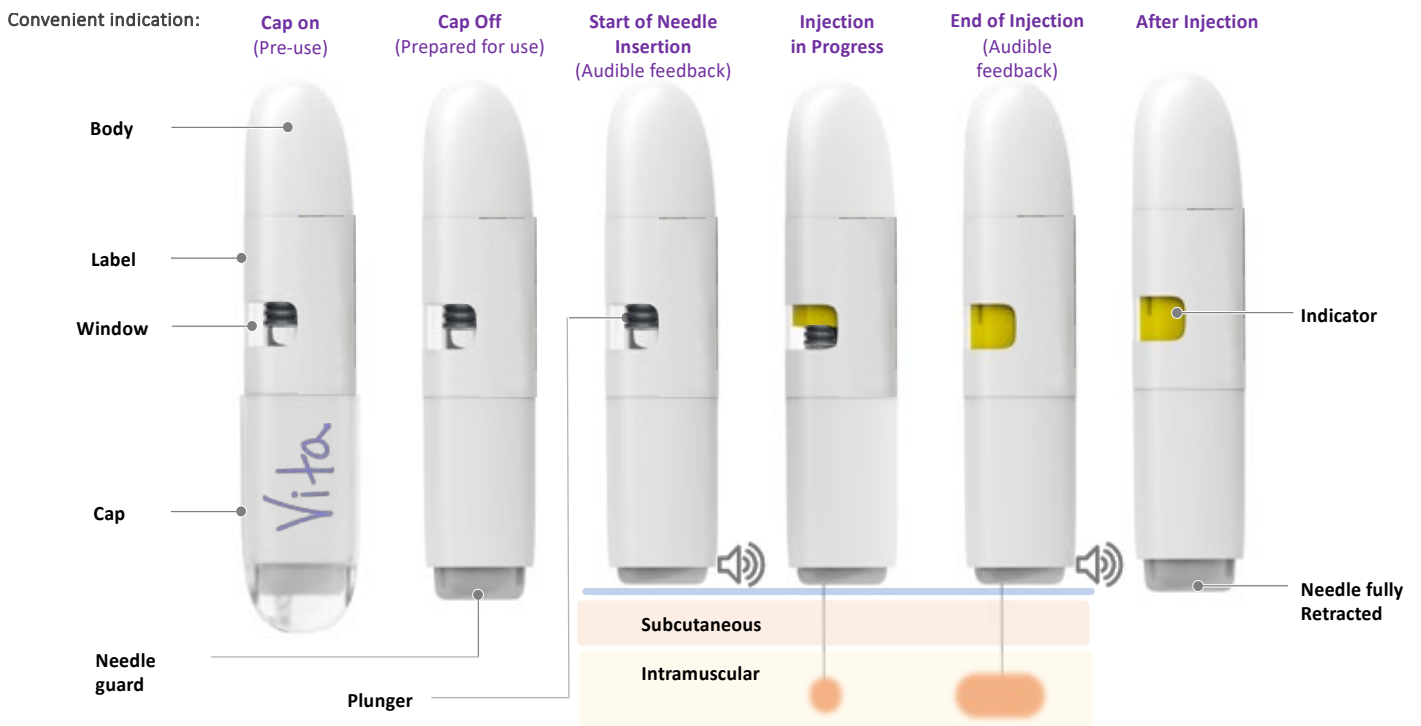 Convenient indication:
Cap on
(Pre-use)
Cap Off
(Prepared for use)
Start of Needle
Insertion
(Audible feedback)
Injection
in Progress
End of Injection
(Audible
feedback)
After Injection
Body
Label
Window
Indicator
Vita
Cap
Needle fully
Retracted
Subcutaneous
Needle
guard
Intramuscular
Plunger